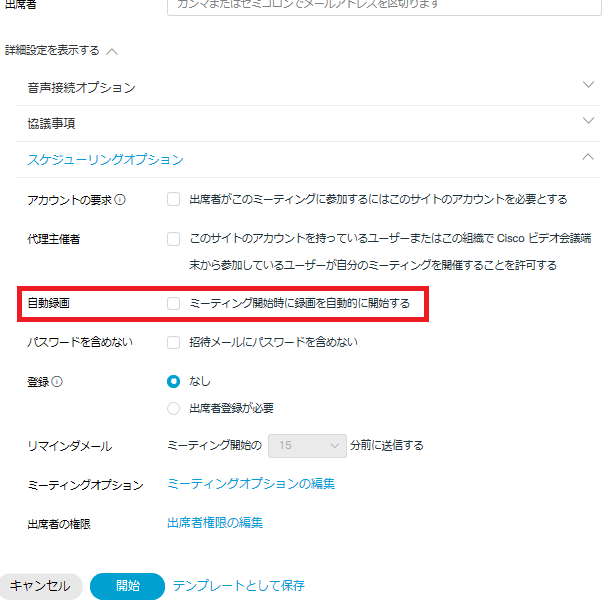 出席者
カンマまたはセミコロンでメールアドレスを区切ります
詳細設定を表示する
音声接続オプション
協議事項
スケジューリングオプション
アカウントの要求 出席者がこのミーティングに参加するにはこのサイトのアカウントを必要とする
代理主催者 このサイトのアカウントを持っているユーザーまたはこの組織で Cisco ビデオ会議端
末から参加しているユーザーが自分のミーティングを開催することを許可する
自動録画 ミーティング開始時に録画を自動的に開始する
パスワードを含めない 招待メールにパスワードを含めない
登録 なし
出席者登録が必要
リマインダメール ミーティング開始の 15 分前に送信する
ミーティングオプション ミーティングオプションの編集
出席者の権限 出席者権限の編集
キャンセル 開始 テンプレートとして保存